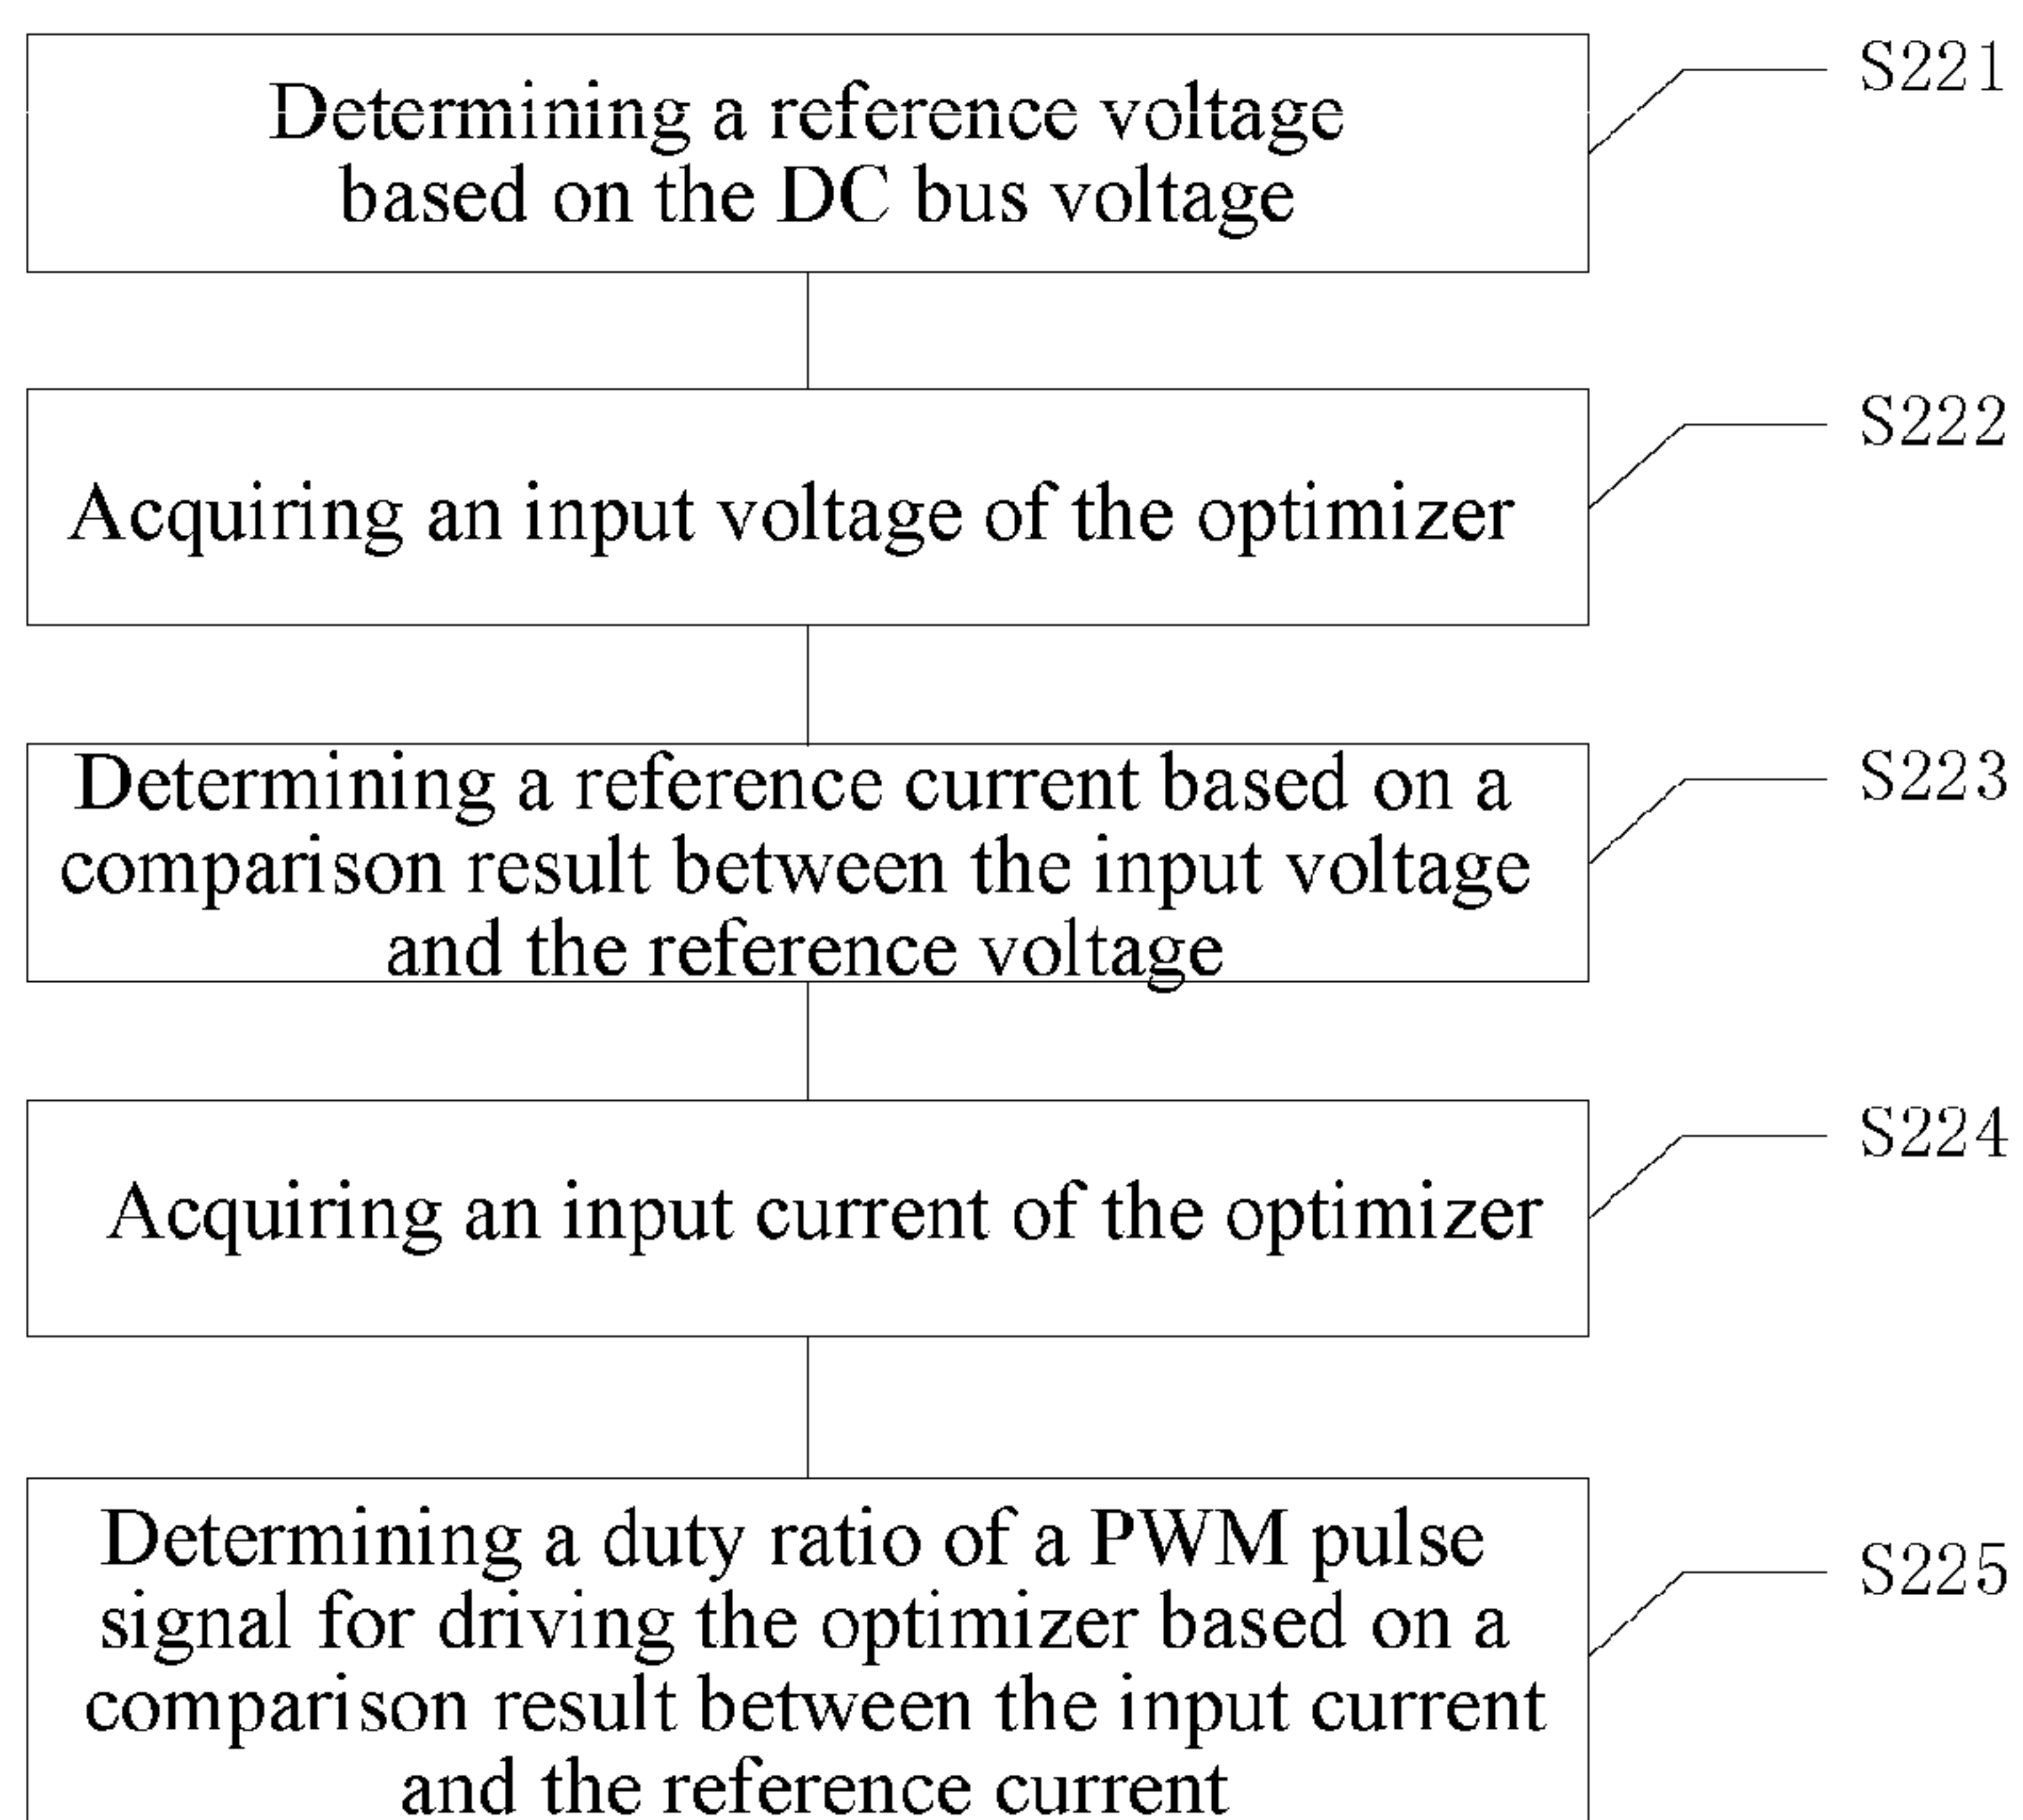 S221
Determining a reference voltage
based on the DC bus voltage
S222
Acquiring an input voltage of the optimizer
S223
Determining a reference current based on a
comparison result between the input voltage
and the reference voltage
S224
Acquiring an input current of the optimizer
S225
Determining a duty ratio of a PWM pulse
signal for driving the optimizer based on a
comparison result between the input current
and the reference current